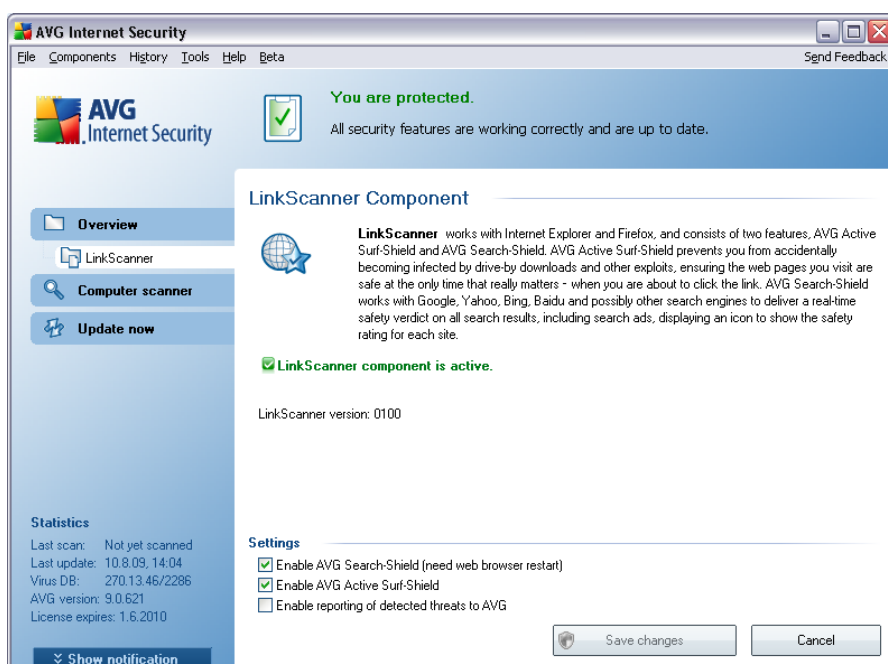 AVG Internet Security
File Components History Tools Help Beta Send Feedback
AVG
Internet Security
You are protected.
All security features are working correctly and are up to date.
Overview
LinkScanner
Computer scanner
Update now
LinkScanner Component
LinkScanner works with Internet Explorer and Firefox, and consists of two features, AVG Active
Surf-Shield and AVG Search-Shield. AVG Active Surf-Shield prevents you from accidentally
becoming infected by drive-by downloads and other exploits, ensuring the web pages you visit are
safe at the only time that really matters - when you are about to click the link. AVG Search-Shield
works with Google, Yahoo, Bing, Baidu and possibly other search engines to deliver a real-time
safety verdict on all search results, including search ads, displaying an icon to show the safety
rating for each site.
LinkScanner component is active.
LinkScanner version: 0100
Statistics
Last scan: Not yet scanned
Last update: 10.8.09, 14:04
Virus DB: 270.13.46/2286
AVG version: 9.0.621
License expires: 1.6.2010
Show notification
Settings
Enable AVG Search-Shield (need web browser restart)
Enable AVG Active Surf-Shield
Enable reporting of detected threats to AVG
Save changes Cancel